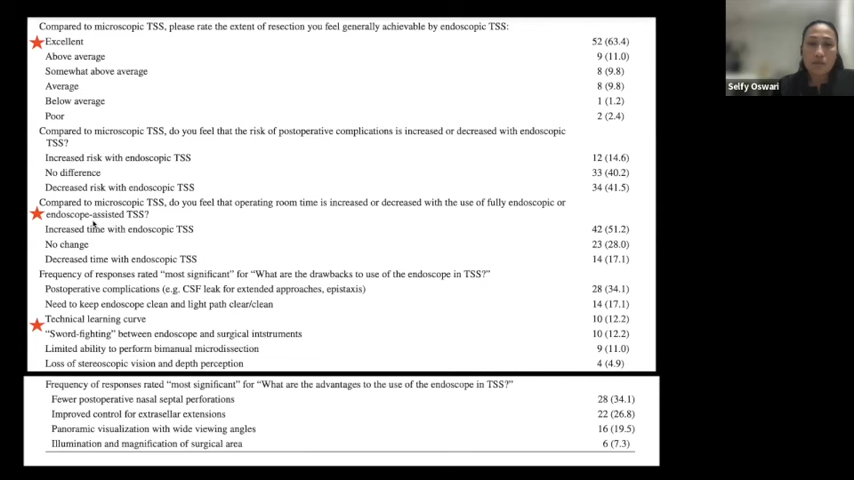 Compared to microscopic TSS, please rate the extent of resection you feel generally achievable by endoscopic TSS:
Excellent 52 (63.4)
Above average 9 (11.0)
Somewhat above average 8 (9.8)
Average 8 (9.8)
Below average 1 (1.2)
Poor 2 (2.4)
Compared to microscopic TSS, do you feel that the risk of postoperative complications is increased or decreased with endoscopic
TSS?
Increased risk with endoscopic TSS 12 (14.6)
No difference 33 (40.2)
Decreased risk with endoscopic TSS 34 (41.5)
Compared to microscopic TSS, do you feel that operating room time is increased or decreased with the use of fully endoscopic or
endoscope-assisted TSS?
Increased time with endoscopic TSS 42 (51.2)
No change 23 (28.0)
Decreased time with endoscopic TSS 14 (17.1)
Frequency of responses rated “most significant” for “What are the drawbacks to use of the endoscope in TSS?”
Postoperative complications (e.g. CSF leak for extended approaches, epistaxis) 28 (34.1)
Need to keep endoscope clean and light path clear/clean 14 (17.1)
Technical learning curve 10 (12.2)
“Sword-fighting” between endoscope and surgical intstruments 10 (12.2)
Limited ability to perform bimanual microdissection 9 (11.0)
Loss of stereoscopic vision and depth perception 4 (4.9)
Frequency of responses rated “most significant” for “What are the advantages to the use of the endoscope in TSS?”
Fewer postoperative nasal septal perforations 28 (34.1)
Improved control for extrasellar extensions 22 (26.8)
Panoramic visualization with wide viewing angles 16 (19.5)
Illumination and magnification of surgical area 6 (7.3)
Selfy Oswari